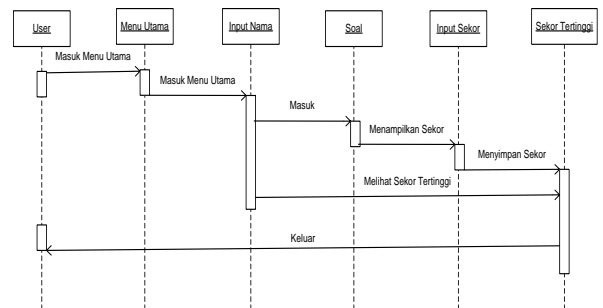 User
Menu Utama
Input Nama
Soal
Input Sekor
Sekor Tertinggi
Masuk Menu Utama
Masuk Menu Utama
Masuk
Menampilkan Sekor
Menyimpan Sekor
Melihat Sekor Tertinggi
Keluar